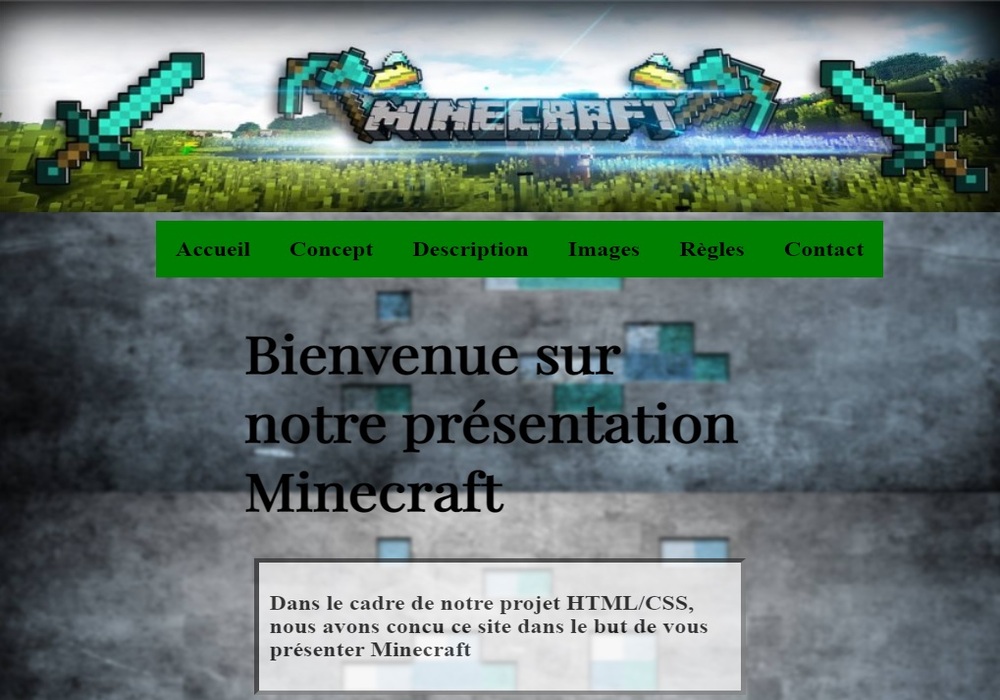 MINECRAFT
Accueil Concept Description Images Règles Contact
Bienvenue sur
notre présentation
Minecraft
Dans le cadre de notre projet HTML/CSS,
nous avons concu ce site dans le but de vous
présenter Minecraft